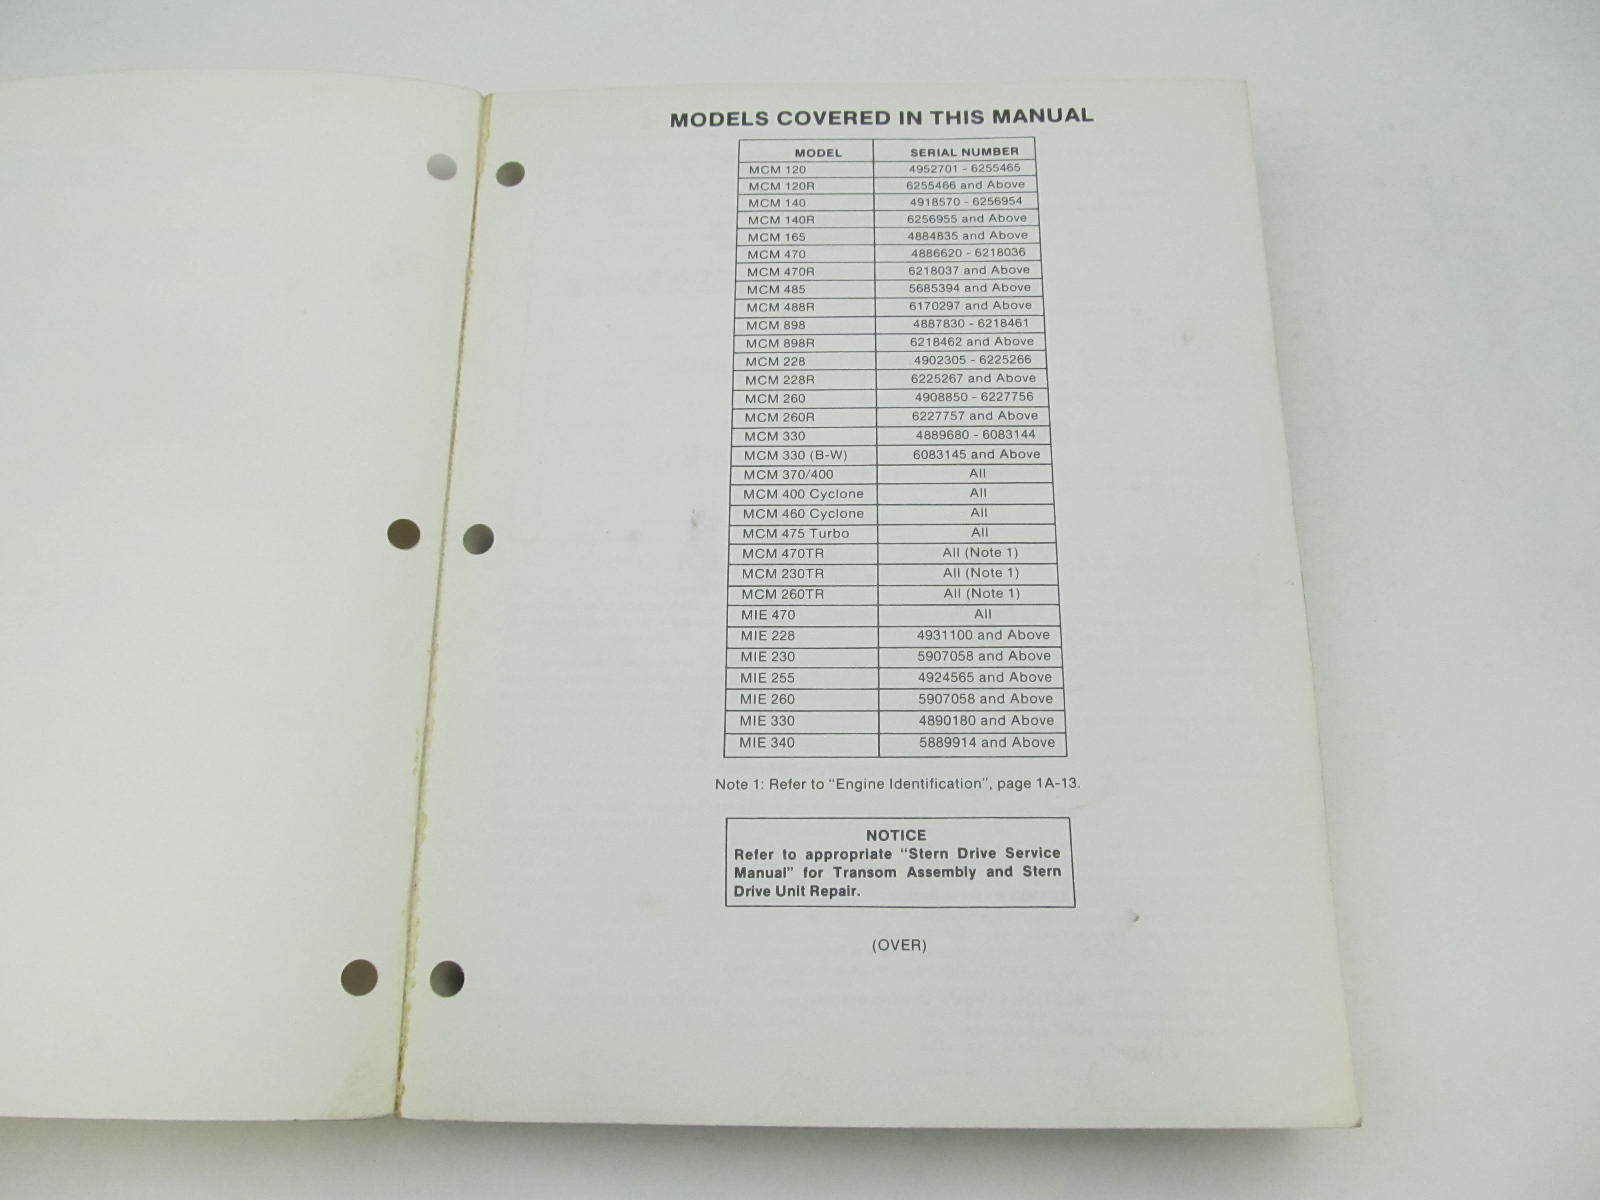 MODELS COVERED IN THIS MANUAL
MODEL SERIAL NUMBER
MCM 120 4952701 - 6255465
MCM 120R 6255466 and Above
MCM 140 4918570 - 6256954
MCM 140R 6256955 and Above
MCM 165 4884835 and Above
MCM 470 4886620 - 6218036
MCM 470R 6218037 and Above
MCM 485 5685394 and Above
MCM 488R 6170297 and Above
MCM 898 4887830 - 6218461
MCM 898R 6218462 and Above
MCM 228 4902305 - 6225266
MCM 228R 6225267 and Above
MCM 260 4908850 - 6227756
MCM 260R 6227757 and Above
MCM 330 4889680 - 6083144
MCM 330 (B-W) 6083145 and Above
MCM 370/400 All
MCM 400 Cyclone All
MCM 460 Cyclone All
MCM 475 Turbo All
MCM 470TR All (Note 1)
MCM 230TR All (Note 1)
MCM 260TR All (Note 1)
MIE 470 All
MIE 228 4931100 and Above
MIE 230 5907058 and Above
MIE 255 4924565 and Above
MIE 260 5907058 and Above
MIE 330 4890180 and Above
MIE 340 5889914 and Above
Note 1: Refer to "Engine Identification", page 1A-13.
NOTICE
Refer to appropriate "Stern Drive Service
Manual" for Transom Assembly and Stern
Drive Unit Repair.
(OVER)